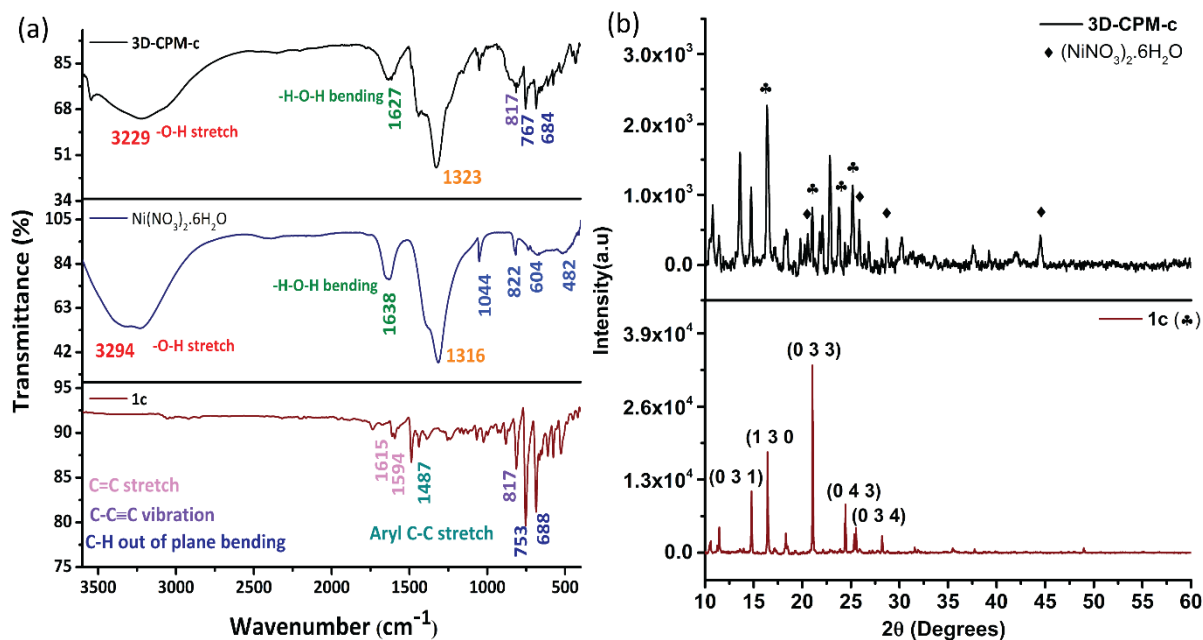 (a)
3D-CPM-c
85
68
51
34
3229
-O-H stretch
-H-O-H bending
1627
1323
817
767
684
Ni(NO₃)₂.6H₂O
105
84
63
42
3294
-O-H stretch
-H-O-H bending
1638
1316
1044
822
604
482
1c
95
90
85
80
75
1615
1594
1487
817
753
688
C=C stretch
C-C≡C vibration
C-H out of plane bending
Aryl C-C stretch
3500 3000 2500 2000 1500 1000 500
Wavenumber (cm⁻¹)
Transmittance (%)
(b)
3D-CPM-c
♦ (NiNO₃)₂.6H₂O
3.0x10³
2.0x10³
1.0x10³
0.0
♣ ♦ ♣ ♣ ♣ ♦ ♦ ♦
1c (♣)
3.9x10⁴
2.6x10⁴
1.3x10⁴
0.0
(0 3 1)
(1 3 0
(0 3 3)
(0 4 3)
(0 3 4)
10 15 20 25 30 35 40 45 50 55 60
2θ (Degrees)
Intensity(a.u)